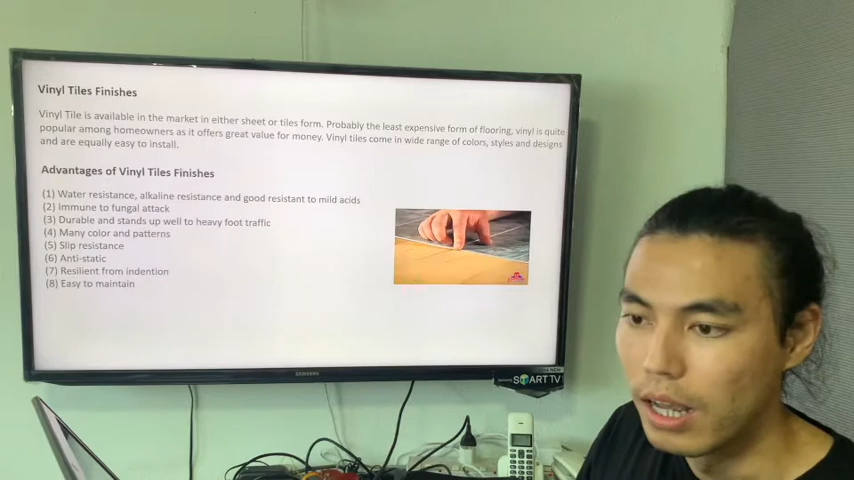 Vinyl Tiles Finishes
Vinyl Tile is available in the market in either sheet or tiles form. Probably the least expensive form of flooring, vinyl is quite
popular among homeowners as it offers great value for money. Vinyl tiles come in wide range of colors, styles and designs
and are equally easy to install.
Advantages of Vinyl Tiles Finishes
(1) Water resistance, alkaline resistance and good resistant to mild acids
(2) Immune to fungal attack
(3) Durable and stands up well to heavy foot traffic
(4) Many color and patterns
(5) Slip resistance
(6) Anti-static
(7) Resilient from indention
(8) Easy to maintain
SAMSUNG
SMART TV